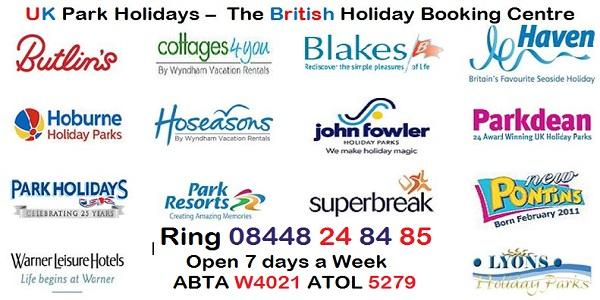 UK Park Holidays – The British Holiday Booking Centre
Butlin's
cottages4you
By Wyndham Vacation Rentals
Blakes
Rediscover the simple pleasures of life
Haven
Britain's Favourite Seaside Holiday
Hoburne
Holiday Parks
Hoseasons
By Wyndham Vacation Rentals
john fowler
HOLIDAY PARKS
We make holiday magic
Parkdean
24 Award Winning UK Holiday Parks
PARK HOLIDAYS
CELEBRATING 25 YEARS
Park
Resorts
Creating Amazing Memories
superbreak
new
PONTINS
Born February 2011
Ring 08448 24 84 85
Open 7 days a Week
ABTA W4021 ATOL 5279
Warner Leisure Hotels
Life begins at Warner
LYONS
Holiday Parks